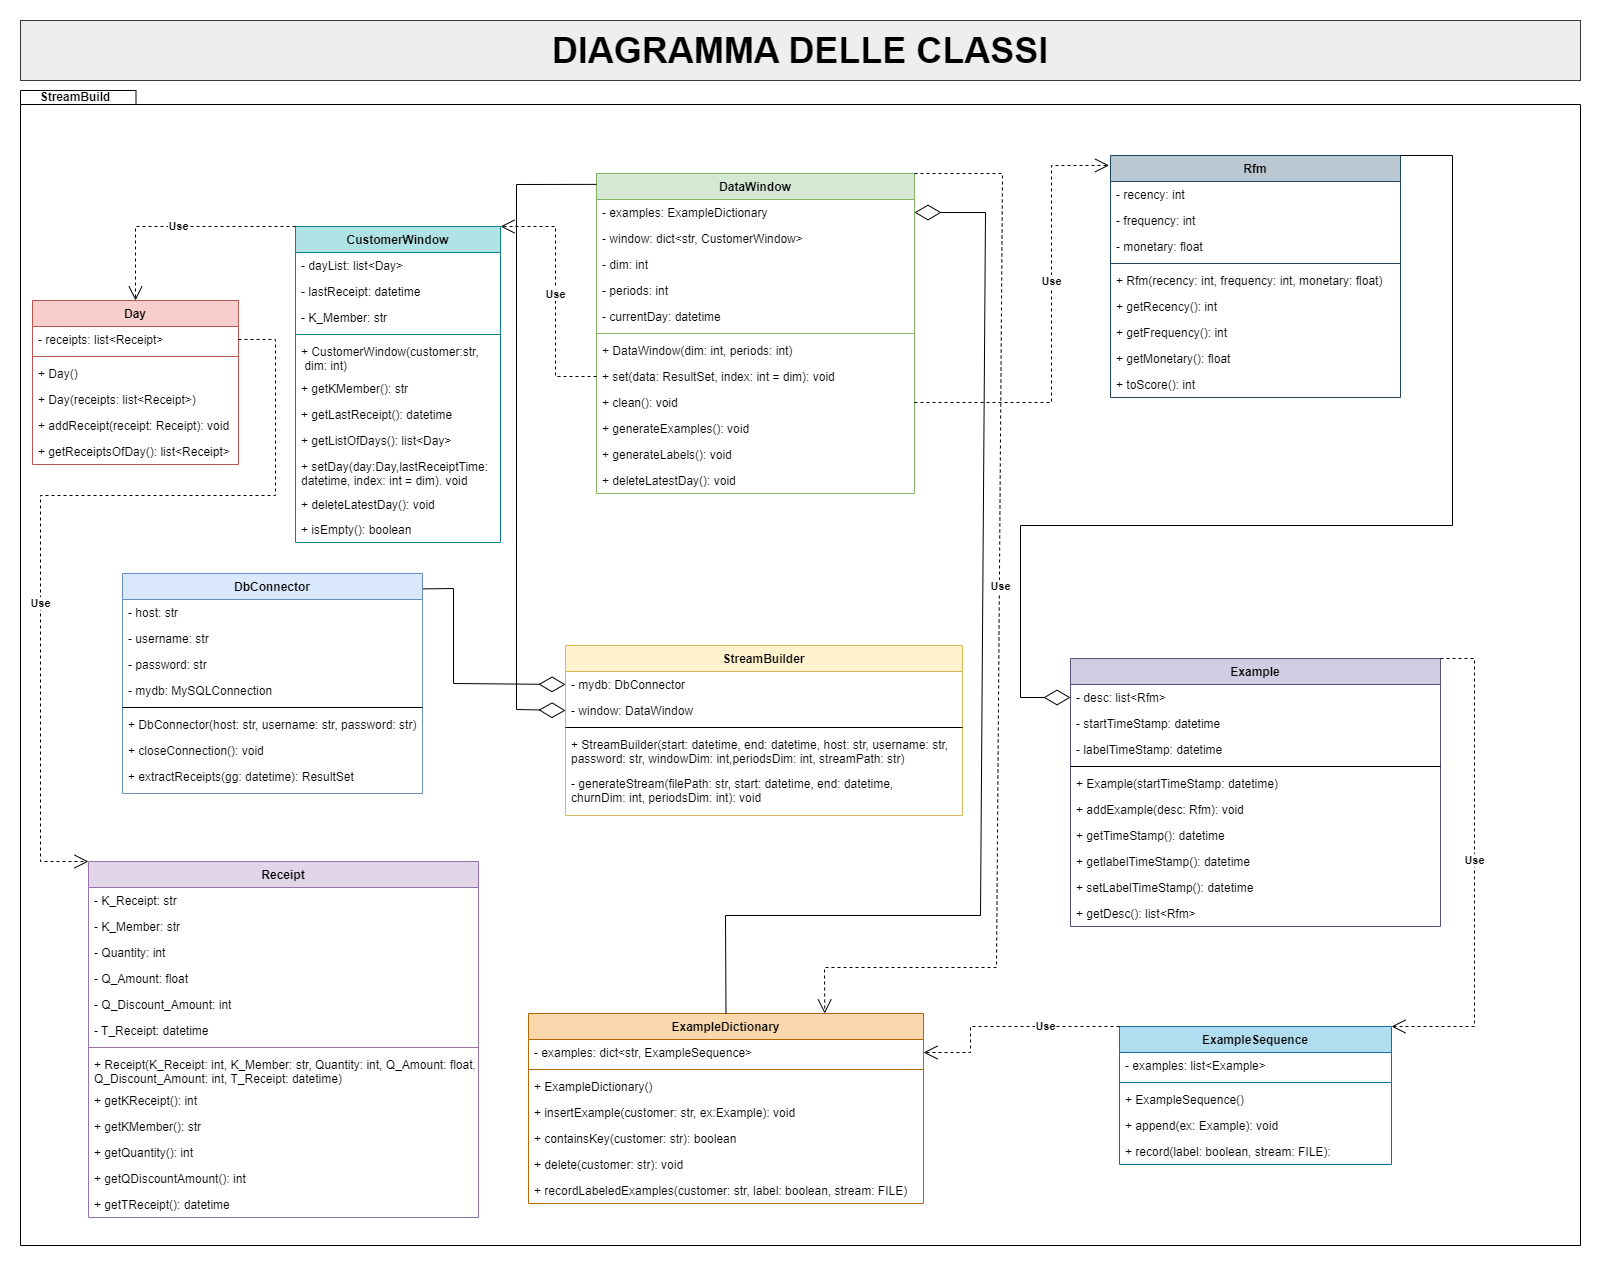 DIAGRAMMA DELLE CLASSI
StreamBuild
Use
Day
- receipts: list<Receipt>
+ Day()
+ Day(receipts: list<Receipt>)
+ addReceipt(receipt: Receipt): void
+ getReceiptsOfDay(): list<Receipt>
CustomerWindow
- dayList: list<Day>
- lastReceipt: datetime
- K_Member: str
+ CustomerWindow(customer:str,
dim: int)
+ getKMember(): str
+ getLastReceipt(): datetime
+ getListOfDays(): list<Day>
+ setDay(day:Day,lastReceiptTime:
datetime, index: int = dim). void
+ deleteLatestDay(): void
+ isEmpty(): boolean
Use
DataWindow
- examples: ExampleDictionary
- window: dict<str, CustomerWindow>
- dim: int
- periods: int
- currentDay: datetime
+ DataWindow(dim: int, periods: int)
+ set(data: ResultSet, index: int = dim): void
+ clean(): void
+ generateExamples(): void
+ generateLabels(): void
+ deleteLatestDay(): void
Use
Rfm
- recency: int
- frequency: int
- monetary: float
+ Rfm(recency: int, frequency: int, monetary: float)
+ getRecency(): int
+ getFrequency(): int
+ getMonetary(): float
+ toScore(): int
Use
Use
DbConnector
- host: str
- username: str
- password: str
- mydb: MySQLConnection
+ DbConnector(host: str, username: str, password: str)
+ closeConnection(): void
+ extractReceipts(gg: datetime): ResultSet
StreamBuilder
- mydb: DbConnector
- window: DataWindow
+ StreamBuilder(start: datetime, end: datetime, host: str, username: str,
password: str, windowDim: int,periodsDim: int, streamPath: str)
- generateStream(filePath: str, start: datetime, end: datetime,
churnDim: int, periodsDim: int): void
Example
- desc: list<Rfm>
- startTimeStamp: datetime
- labelTimeStamp: datetime
+ Example(startTimeStamp: datetime)
+ addExample(desc: Rfm): void
+ getTimeStamp(): datetime
+ getlabelTimeStamp(): datetime
+ setLabelTimeStamp(): datetime
+ getDesc(): list<Rfm>
Use
Receipt
- K_Receipt: str
- K_Member: str
- Quantity: int
- Q_Amount: float
- Q_Discount_Amount: int
- T_Receipt: datetime
+ Receipt(K_Receipt: int, K_Member: str, Quantity: int, Q_Amount: float,
Q_Discount_Amount: int, T_Receipt: datetime)
+ getKReceipt(): int
+ getKMember(): str
+ getQuantity(): int
+ getQDiscountAmount(): int
+ getTReceipt(): datetime
ExampleDictionary
- examples: dict<str, ExampleSequence>
+ ExampleDictionary()
+ insertExample(customer: str, ex:Example): void
+ containsKey(customer: str): boolean
+ delete(customer: str): void
+ recordLabeledExamples(customer: str, label: boolean, stream: FILE)
Use
ExampleSequence
- examples: list<Example>
+ ExampleSequence()
+ append(ex: Example): void
+ record(label: boolean, stream: FILE):